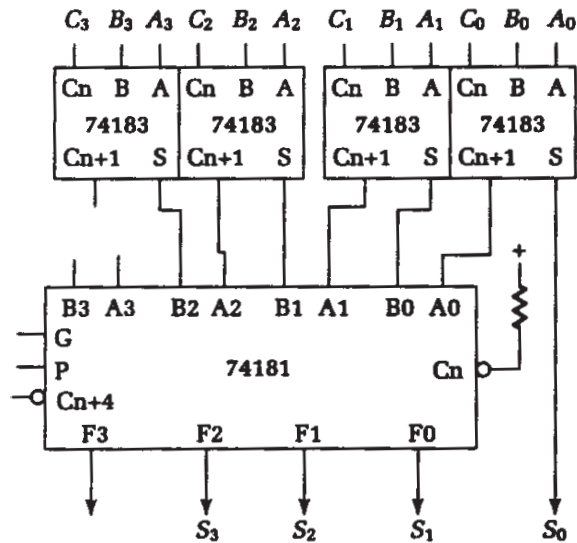 C3 B3 A3 C2 B2 A2 C1 B1 A1 C0 B0 A0
Cn B A Cn B A Cn B A Cn B A
74183 74183 74183 74183
Cn+1 S Cn+1 S Cn+1 S Cn+1 S
+
B3 A3 B2 A2 B1 A1 B0 A0
G
P 74181 Cn
Cn+4
F3 F2 F1 F0
S3 S2 S1 S0